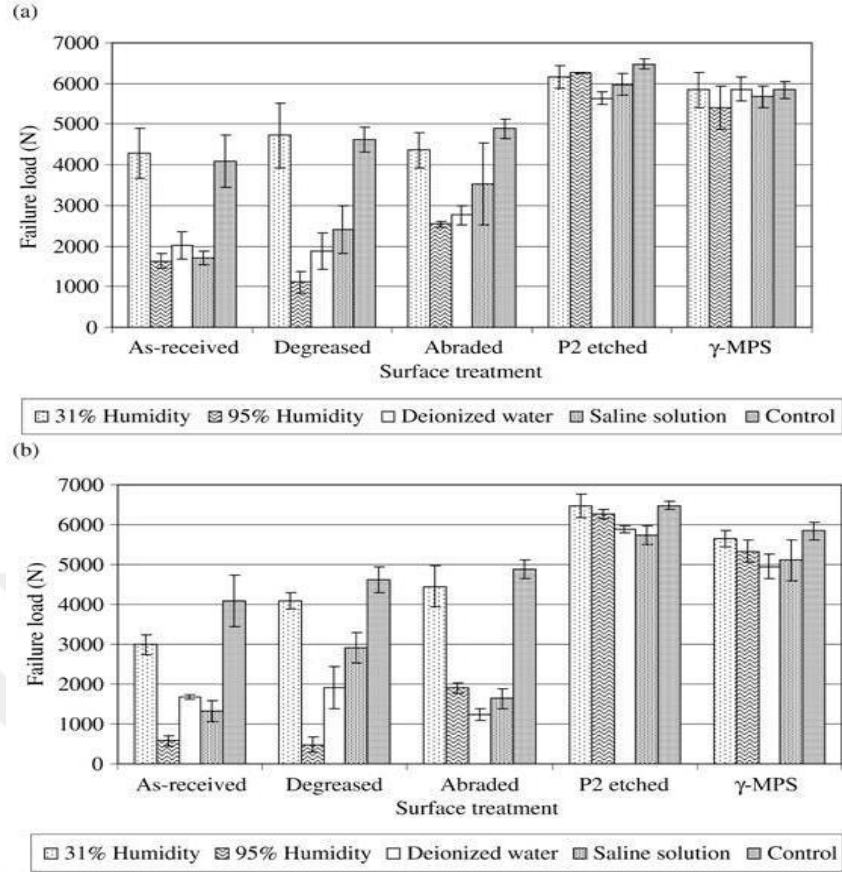 (a)
7000
6000
5000
4000
3000
2000
1000
0
Failure load (N)
As-received Degreased Abraded P2 etched γ-MPS
Surface treatment
31% Humidity 95% Humidity Deionized water Saline solution Control
(b)
7000
6000
5000
4000
3000
2000
1000
0
Failure load (N)
As-received Degreased Abraded P2 etched γ-MPS
Surface treatment
31% Humidity 95% Humidity Deionized water Saline solution Control